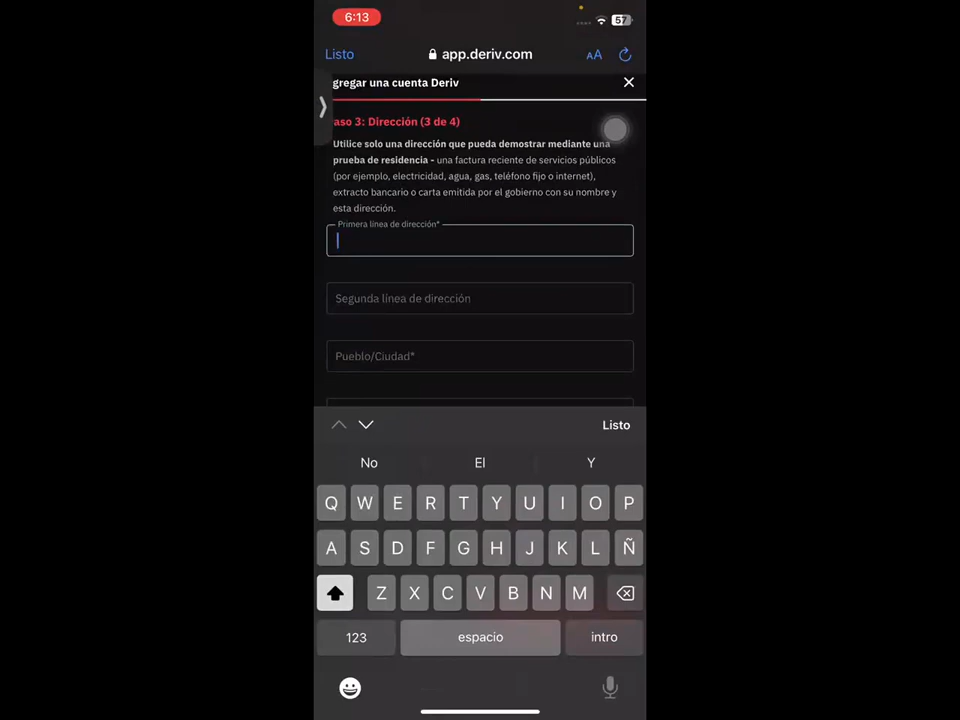 6:13
57
Listo
app.deriv.com
AA
gregar una cuenta Deriv
aso 3: Dirección (3 de 4)
Utilice solo una dirección que pueda demostrar mediante una
prueba de residencia - una factura reciente de servicios públicos
(por ejemplo, electricidad, agua, gas, teléfono fijo o internet),
extracto bancario o carta emitida por el gobierno con su nombre y
esta dirección.
Primera línea de dirección*
Segunda línea de dirección
Pueblo/Ciudad*
Listo
No El Y
Q W E R T Y U I O P
A S D F G H J K L Ñ
Z X C V B N M
123 espacio intro